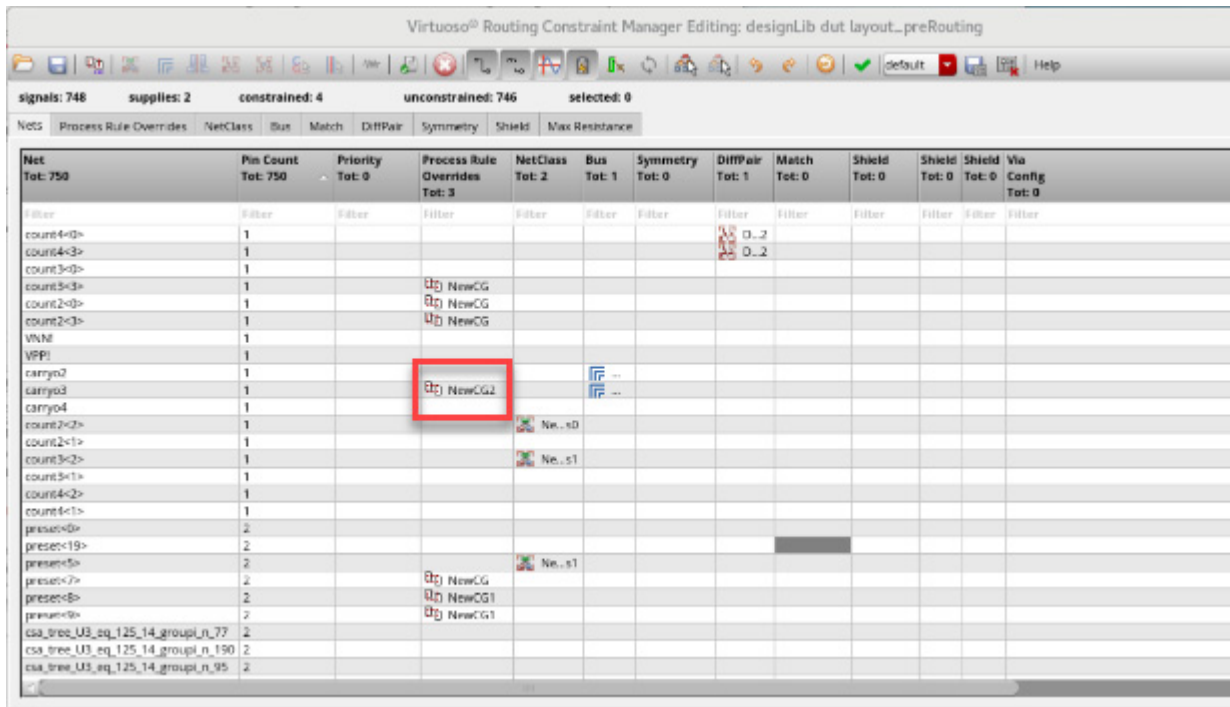 Virtuoso® Routing Constraint Manager Editing: designLib dut layout_preRouting
default Help
signals: 748 supplies: 2 constrained: 4 unconstrained: 746 selected: 0
Nets Process Rule Overrides NetClass Bus Match DiffPair Symmetry Shield Max Resistance
Net Pin Count Priority Process Rule NetClass Bus Symmetry DiffPair Match Shield Shield Shield Via
Tot: 750 Tot: 750 Tot: 0 Overrides Tot: 2 Tot: 1 Tot: 0 Tot: 1 Tot: 0 Tot: 0 Tot: 0 Tot: 0 Config
Tot: 3 Tot: 0
Filter Filter Filter Filter Filter Filter Filter Filter Filter Filter Filter Filter Filter
count4<0> 1 D...2
count4<3> 1 D...2
count3<0> 1
count3<3> 1 NewCG
count2<0> 1 NewCG
count2<3> 1 NewCG
VNN! 1
VPP! 1
carryo2 1 ...
carryo3 1 NewCG2 ...
carryo4 1
count2<2> 1 Ne...s0
count2<1> 1
count3<2> 1 Ne...s1
count3<1> 1
count4<2> 1
count4<1> 1
preset<0> 2
preset<19> 2
preset<5> 2 Ne...s1
preset<7> 2 NewCG
preset<8> 2 NewCG1
preset<9> 2 NewCG1
csa_tree_U3_eq_125_14_groupi_n_77 2
csa_tree_U3_eq_125_14_groupi_n_190 2
csa_tree_U3_eq_125_14_groupi_n_95 2